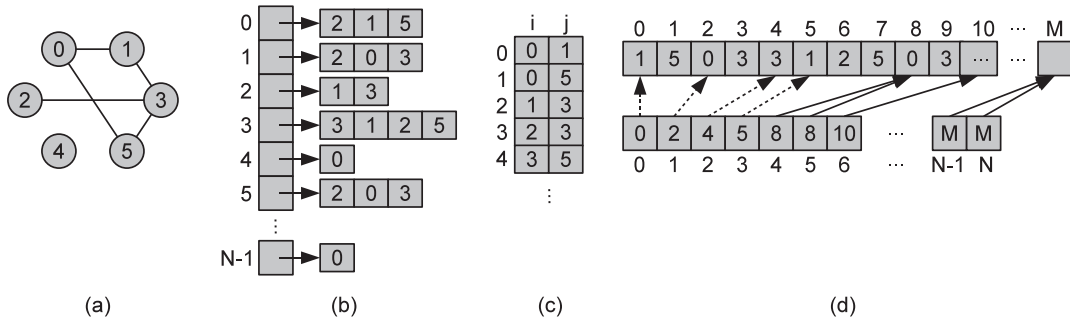 0 1
2 3
4 5
(a)
0 2 1 5
1 2 0 3
2 1 3
3 3 1 2 5
4 0
5 2 0 3
⋮
N-1 0
(b)
i j
0 0 1
1 0 5
2 1 3
3 2 3
4 3 5
⋮
(c)
0 1 2 3 4 5 6 7 8 9 10 ... M
1 5 0 3 3 1 2 5 0 3 ... ...
0 2 4 5 8 8 10 ... M M
0 1 2 3 4 5 6 ... N-1 N
(d)